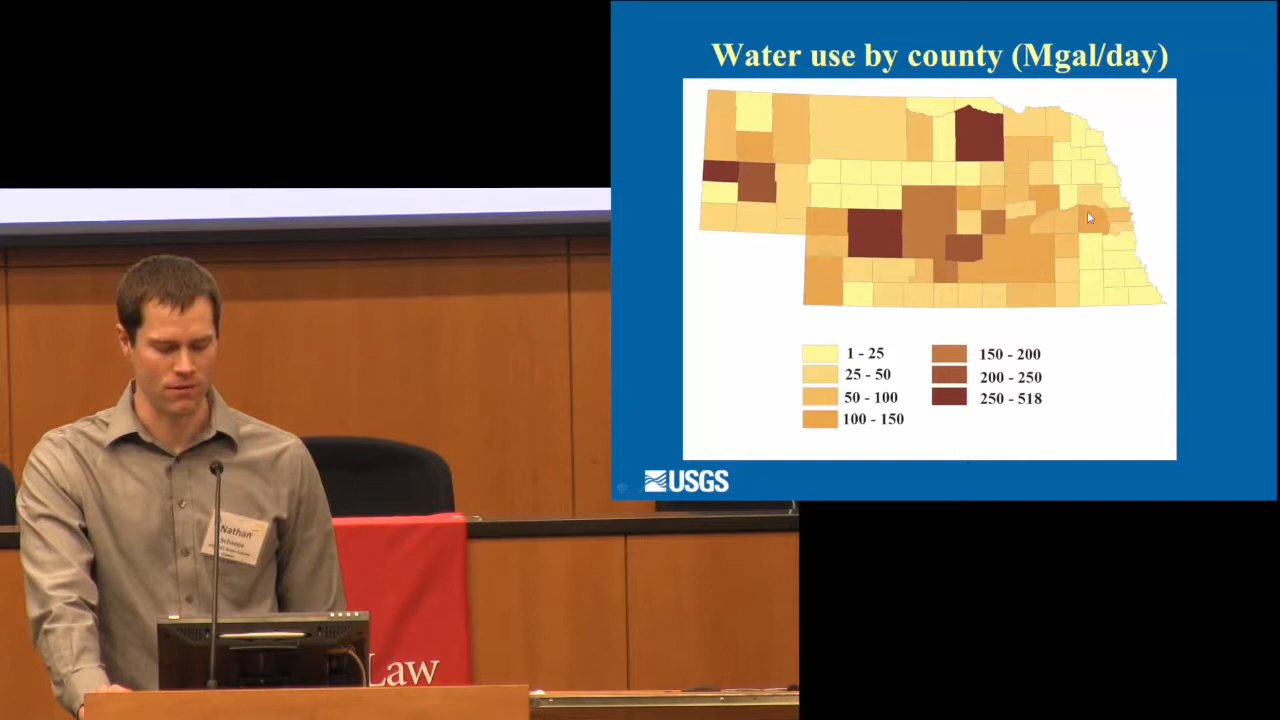 Water use by county (Mgal/day)
1 - 25
25 - 50
50 - 100
100 - 150
150 - 200
200 - 250
250 - 518
USGS
Nathan
Law